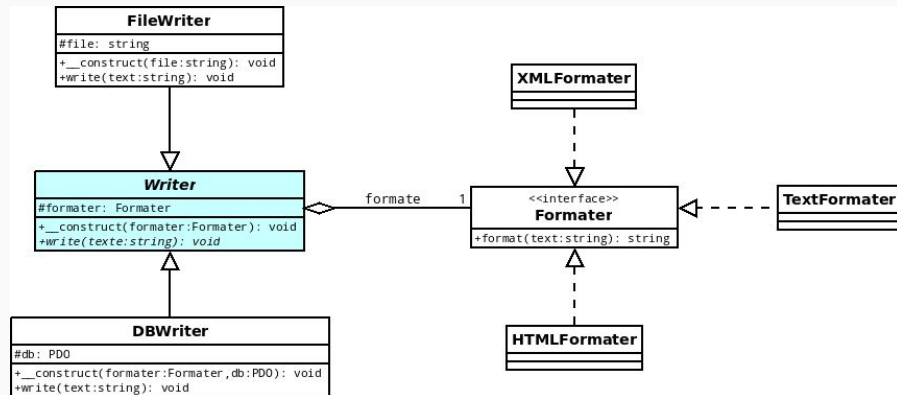 FileWriter
#file: string
+__construct(file:string): void
+write(text:string): void
XMLFormater
Writer
#formater: Formater
+__construct(formater:Formater): void
+write(texte:string): void
formate 1
<<interface>>
Formater
+format(text:string): string
TextFormater
DBWriter
#db: PDO
+__construct(formater:Formater,db:PDO): void
+write(text:string): void
HTMLFormater